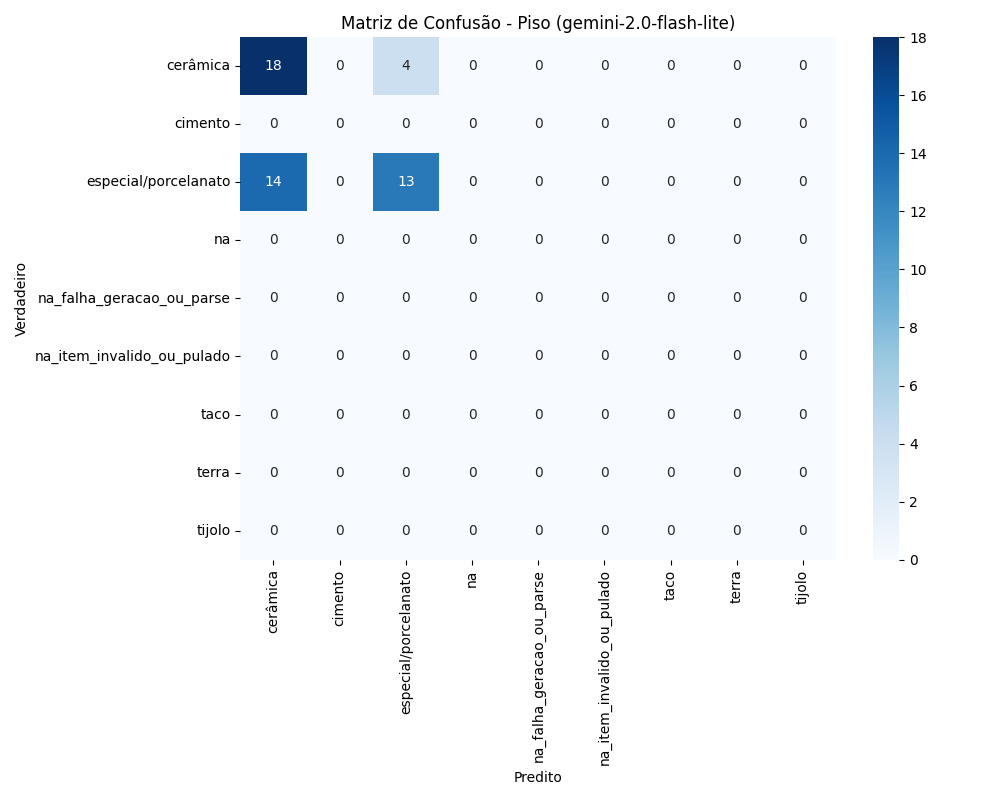 Matriz de Confusão - Piso (gemini-2.0-flash-lite)
cerâmica 18 0 4 0 0 0 0 0 0
cimento 0 0 0 0 0 0 0 0 0
especial/porcelanato 14 0 13 0 0 0 0 0 0
na 0 0 0 0 0 0 0 0 0
na_falha_geracao_ou_parse 0 0 0 0 0 0 0 0 0
na_item_invalido_ou_pulado 0 0 0 0 0 0 0 0 0
taco 0 0 0 0 0 0 0 0 0
terra 0 0 0 0 0 0 0 0 0
tijolo 0 0 0 0 0 0 0 0 0
Verdadeiro
cerâmica
cimento
especial/porcelanato
na
na_falha_geracao_ou_parse
na_item_invalido_ou_pulado
taco
terra
tijolo
Predito
18
16
14
12
10
8
6
4
2
0